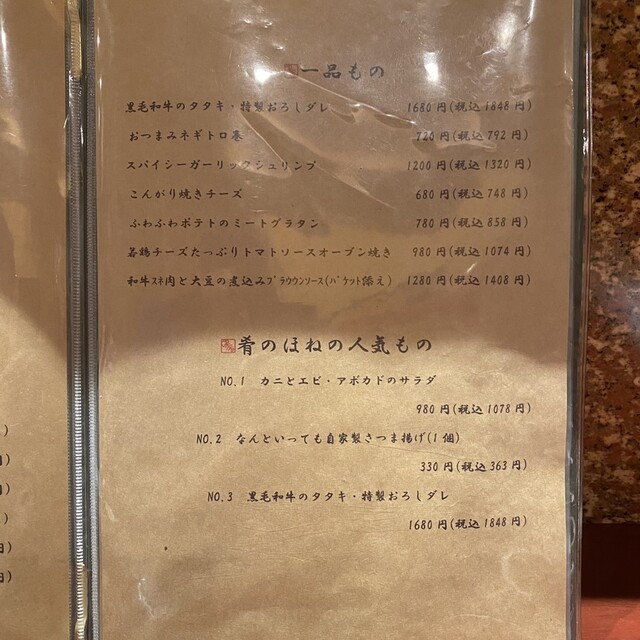 一品もの
黒毛和牛のタタキ・特製おろしダレ 1680円(税込1848円)
おつまみネギトロ巻 720円(税込792円)
スパイシーガーリックシュリンプ 1200円(税込1320円)
こんがり焼きチーズ 680円(税込748円)
ふわふわポテトのミートグラタン 780円(税込858円)
若鶏チーズたっぷりトマトソースオーブン焼き 980円(税込1074円)
和牛ｽﾈ肉と大豆の煮込みﾌﾞﾗｳﾝｿｰｽ(ﾊﾞｹｯﾄ添え) 1280円(税込1408円)
肴のほねの人気もの
NO.1 カニとエビ・アボカドのサラダ
980円(税込1078円)
NO.2 なんといっても自家製さつま揚げ(1個)
330円(税込363円)
NO.3 黒毛和牛のタタキ・特製おろしダレ
1680円(税込1848円)